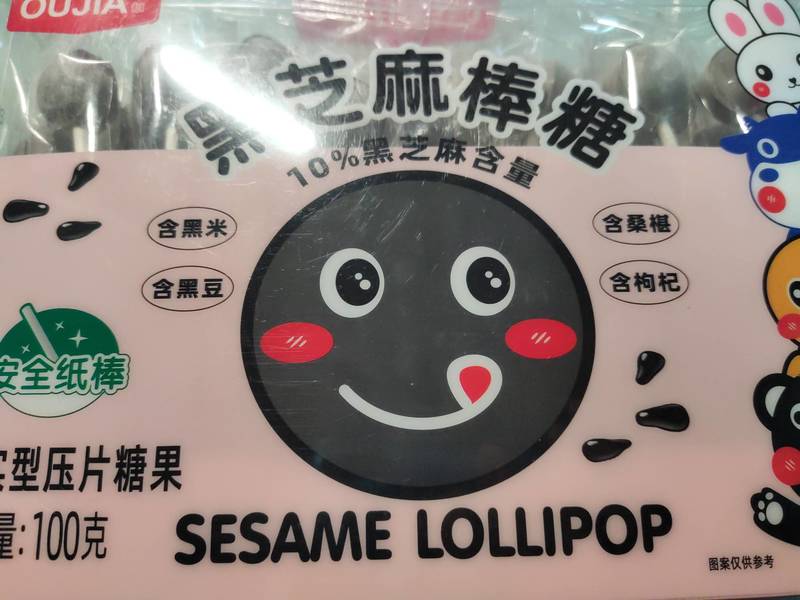 OUJIA
黑芝麻棒糖
10%黑芝麻含量
含黑米
含桑椹
含黑豆
含枸杞
安全纸棒
实型压片糖果
量:100克
SESAME LOLLIPOP
图案仅供参考